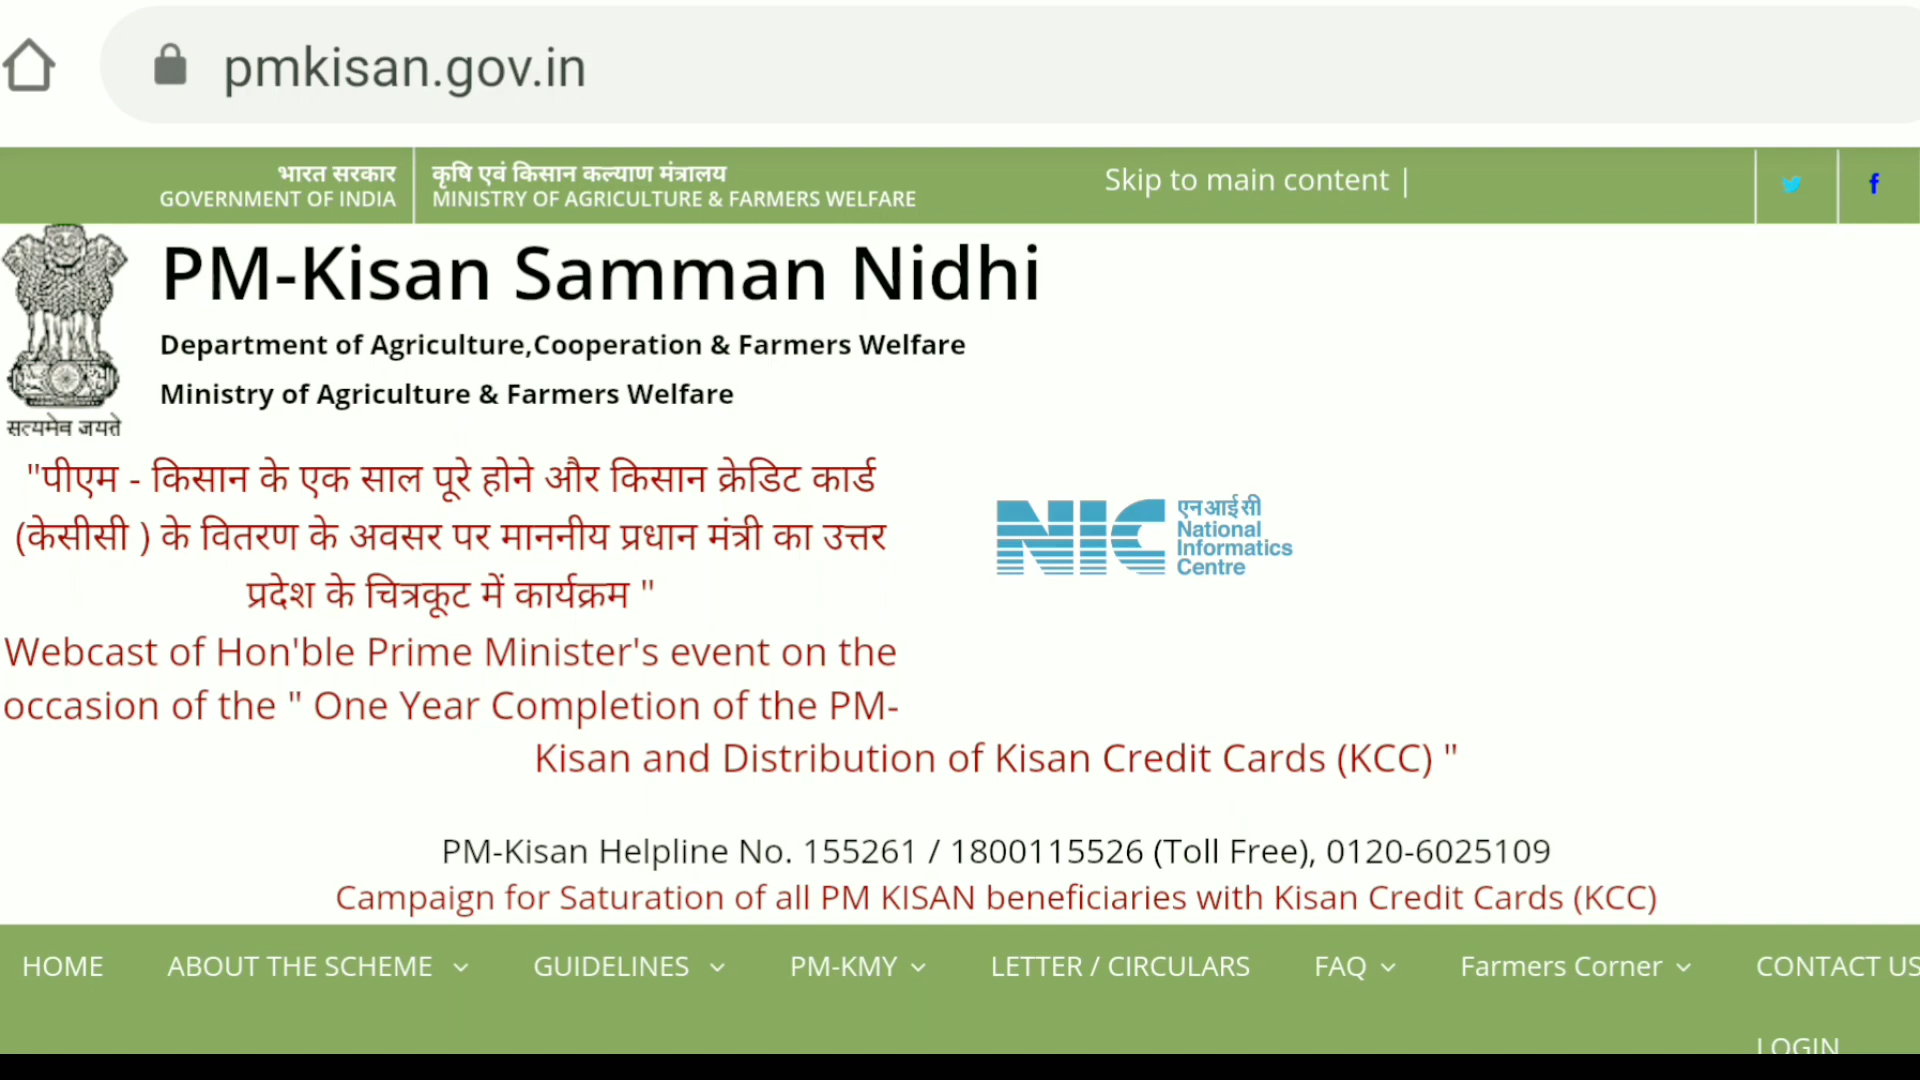 pmkisan.gov.in
भारत सरकार
GOVERNMENT OF INDIA
कृषि एवं किसान कल्याण मंत्रालय
MINISTRY OF AGRICULTURE & FARMERS WELFARE
Skip to main content |
PM-Kisan Samman Nidhi
Department of Agriculture,Cooperation & Farmers Welfare
Ministry of Agriculture & Farmers Welfare
सत्यमेव जयते
"पीएम - किसान के एक साल पूरे होने और किसान क्रेडिट कार्ड
(केसीसी ) के वितरण के अवसर पर माननीय प्रधान मंत्री का उत्तर
प्रदेश के चित्रकूट में कार्यक्रम "
NIC
एनआईसी
National
Informatics
Centre
Webcast of Hon'ble Prime Minister's event on the
occasion of the " One Year Completion of the PM-
Kisan and Distribution of Kisan Credit Cards (KCC) "
PM-Kisan Helpline No. 155261 / 1800115526 (Toll Free), 0120-6025109
Campaign for Saturation of all PM KISAN beneficiaries with Kisan Credit Cards (KCC)
HOME ABOUT THE SCHEME GUIDELINES PM-KMY LETTER / CIRCULARS FAQ Farmers Corner CONTACT US
LOGIN